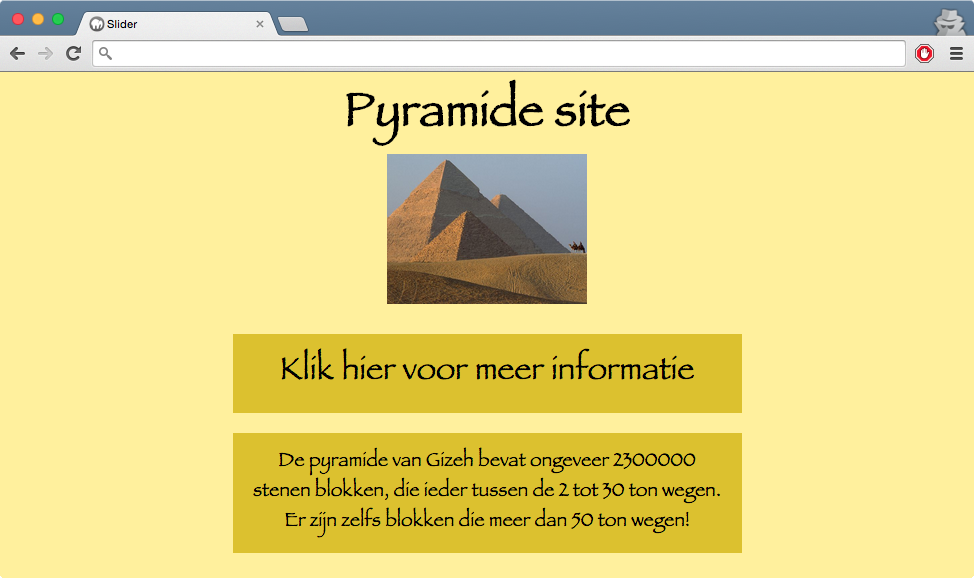 Slider
Pyramide site
Klik hier voor meer informatie
De pyramide van Gizeh bevat ongeveer 2300000
stenen blokken, die ieder tussen de 2 tot 30 ton wegen.
Er zijn zelfs blokken die meer dan 50 ton wegen!